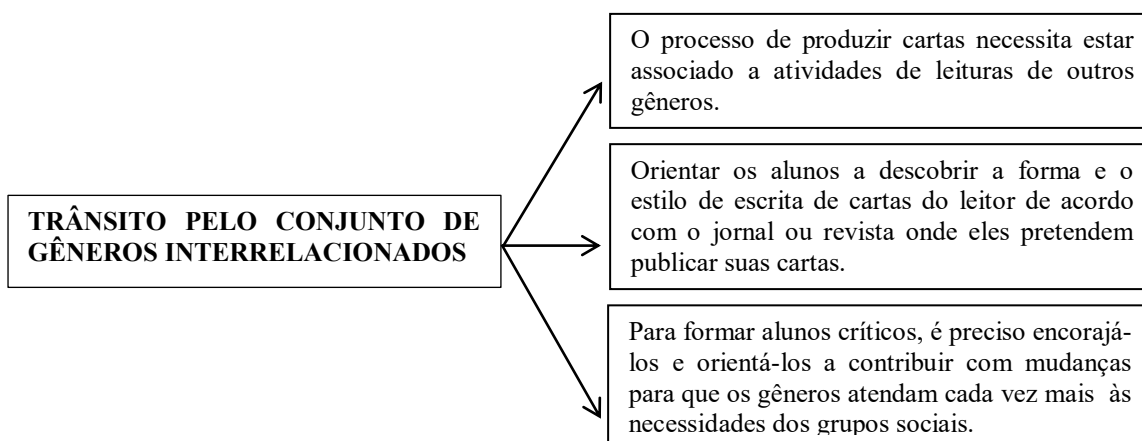 O processo de produzir cartas necessita estar
associado a atividades de leituras de outros
gêneros.
TRÂNSITO PELO CONJUNTO DE
GÊNEROS INTERRELACIONADOS
Orientar os alunos a descobrir a forma e o
estilo de escrita de cartas do leitor de acordo
com o jornal ou revista onde eles pretendem
publicar suas cartas.
Para formar alunos críticos, é preciso encorajá-
los e orientá-los a contribuir com mudanças
para que os gêneros atendam cada vez mais às
necessidades dos grupos sociais.